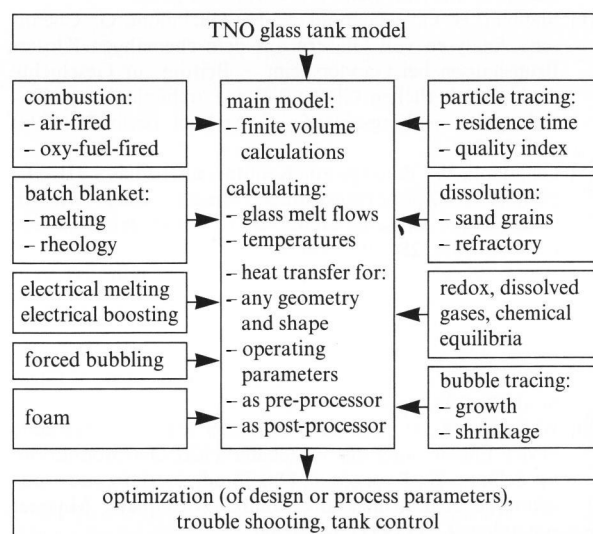 TNO glass tank model
combustion:
– air-fired
– oxy-fuel-fired
batch blanket:
– melting
– rheology
electrical melting
electrical boosting
forced bubbling
foam
main model:
– finite volume
calculations
calculating:
– glass melt flows
– temperatures
– heat transfer for:
– any geometry
and shape
– operating
parameters
– as pre-processor
– as post-processor
particle tracing:
– residence time
– quality index
dissolution:
– sand grains
– refractory
redox, dissolved
gases, chemical
equilibria
bubble tracing:
– growth
– shrinkage
optimization (of design or process parameters),
trouble shooting, tank control